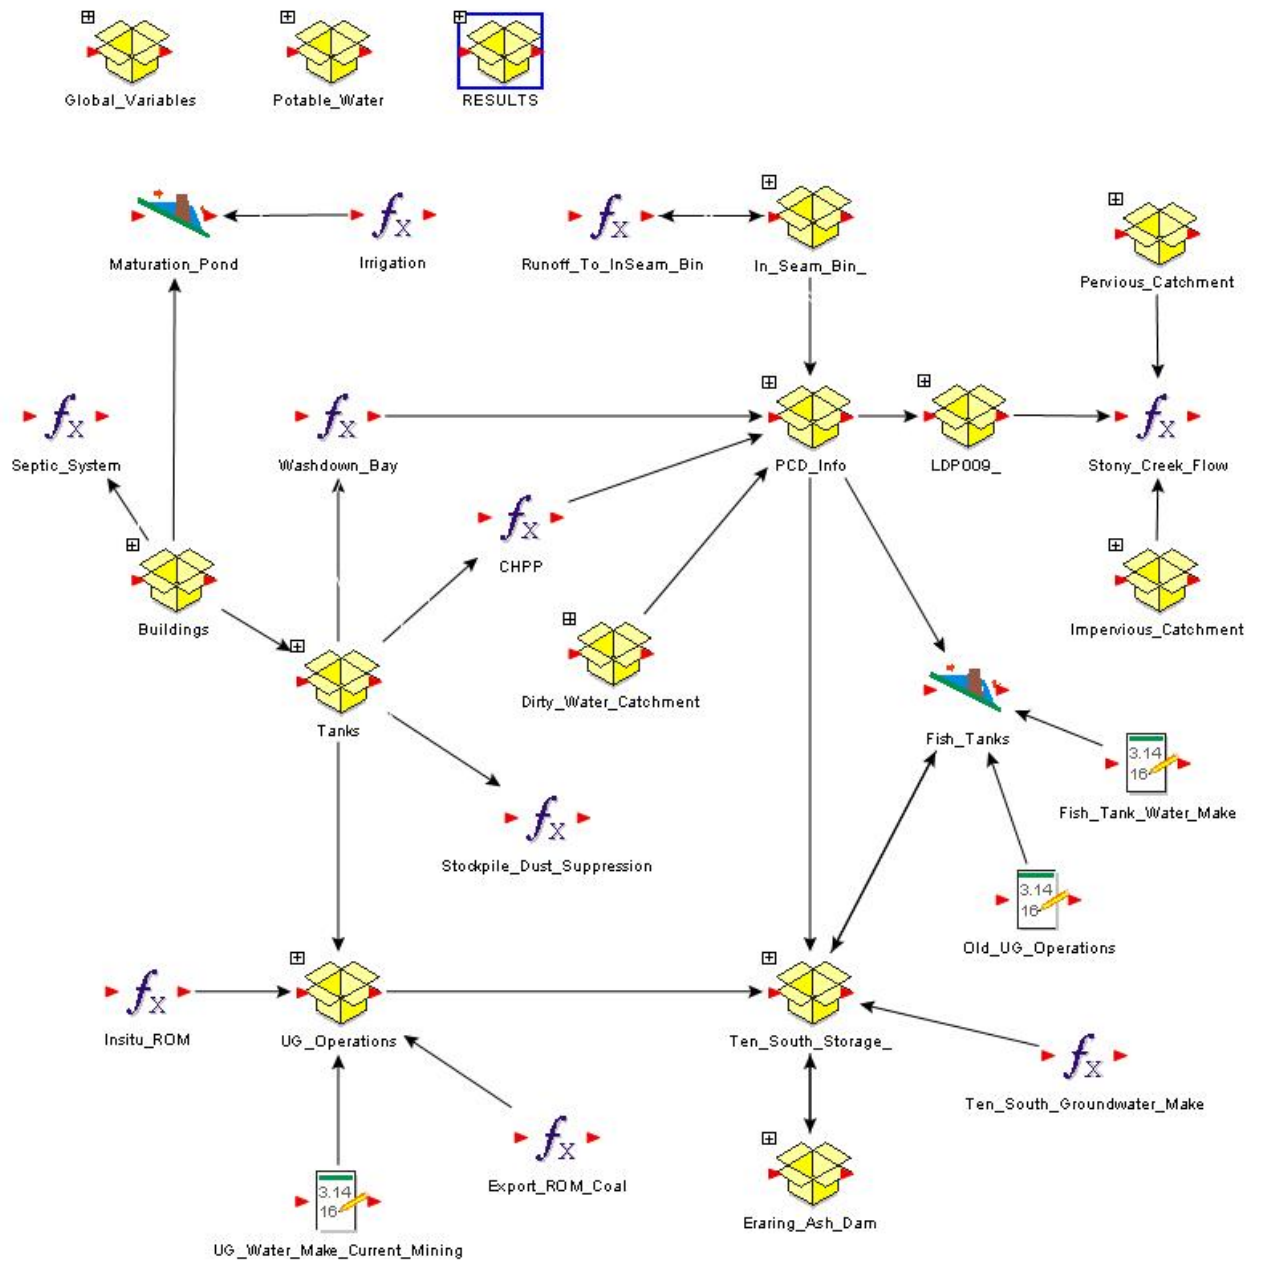 Global_Variables
Potable_Water
RESULTS
Maturation_Pond
Irrigation
Runoff_To_InSeam_Bin
In_Seam_Bin_
Pervious_Catchment
Septic_System
Washdown_Bay
PCD_Info
LDP009_
Stony_Creek_Flow
CHPP
Buildings
Impervious_Catchment
Dirty_Water_Catchment
Tanks
Fish_Tanks
3.14
16
Fish_Tank_Water_Make
Stockpile_Dust_Suppression
3.14
16
Old_UG_Operations
Insitu_ROM
UG_Operations
Ten_South_Storage_
Ten_South_Groundwater_Make
Export_ROM_Coal
3.14
16
Eraring_Ash_Dam
UG_Water_Make_Current_Mining